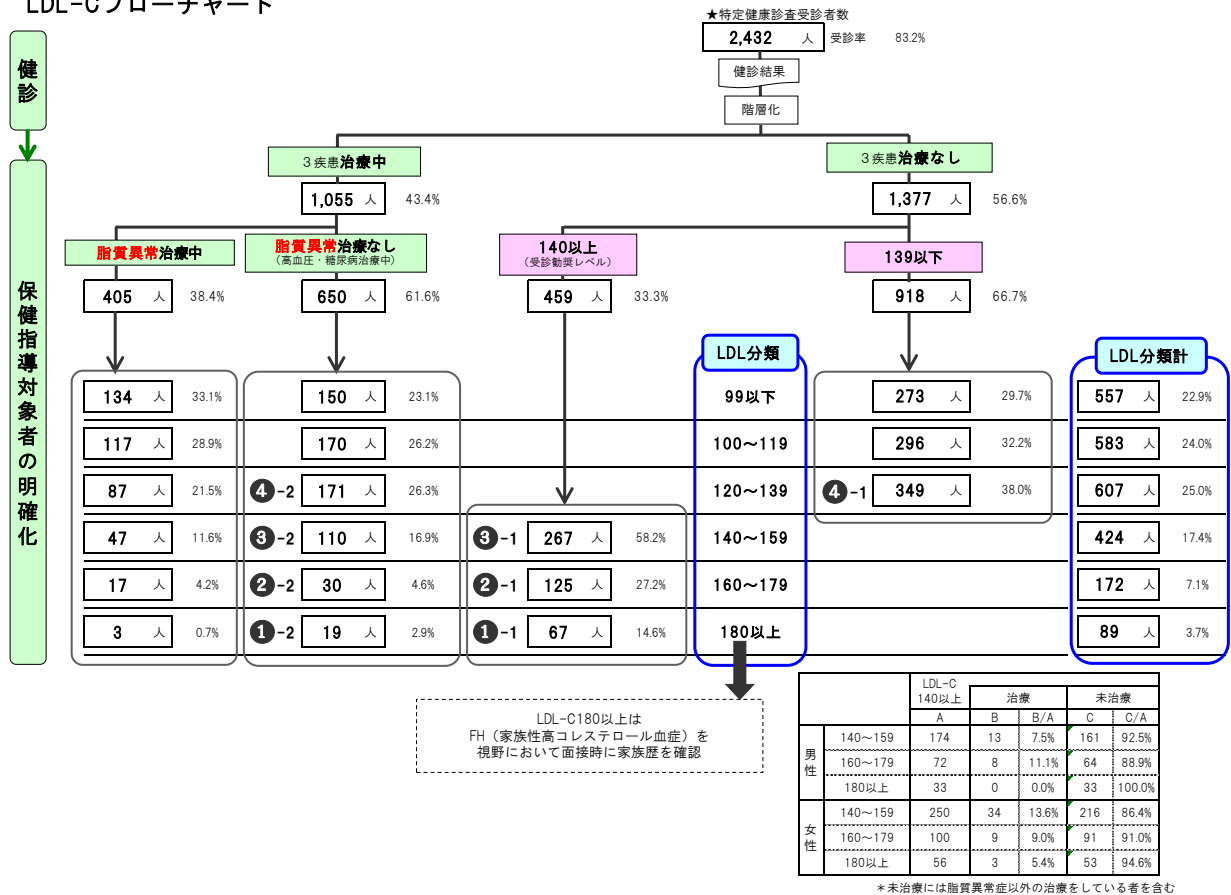 LDL-Cフローチャート
★特定健康診査受診者数
2,432 人 受診率 83.2%
健診
健診結果
階層化
3疾患治療中
3疾患治療なし
1,055 人 43.4%
1,377 人 56.6%
保健指導対象者の明確化
脂質異常治療中
脂質異常治療なし
(高血圧・糖尿病治療中)
140以上
(受診勧奨レベル)
139以下
405 人 38.4%
650 人 61.6%
459 人 33.3%
918 人 66.7%
LDL分類
LDL分類計
134 人 33.1% 150 人 23.1% 99以下 273 人 29.7% 557 人 22.9%
117 人 28.9% 170 人 26.2% 100～119 296 人 32.2% 583 人 24.0%
87 人 21.5% ❹-2 171 人 26.3% 120～139 ❹-1 349 人 38.0% 607 人 25.0%
47 人 11.6% ❸-2 110 人 16.9% ❸-1 267 人 58.2% 140～159 424 人 17.4%
17 人 4.2% ❷-2 30 人 4.6% ❷-1 125 人 27.2% 160～179 172 人 7.1%
3 人 0.7% ❶-2 19 人 2.9% ❶-1 67 人 14.6% 180以上 89 人 3.7%
LDL-C180以上は
FH（家族性高コレステロール血症）を
視野において面接時に家族歴を確認
LDL-C
140以上 治療 未治療
A B B/A C C/A
男性
140～159 174 13 7.5% 161 92.5%
160～179 72 8 11.1% 64 88.9%
180以上 33 0 0.0% 33 100.0%
女性
140～159 250 34 13.6% 216 86.4%
160～179 100 9 9.0% 91 91.0%
180以上 56 3 5.4% 53 94.6%
＊未治療には脂質異常症以外の治療をしている者を含む